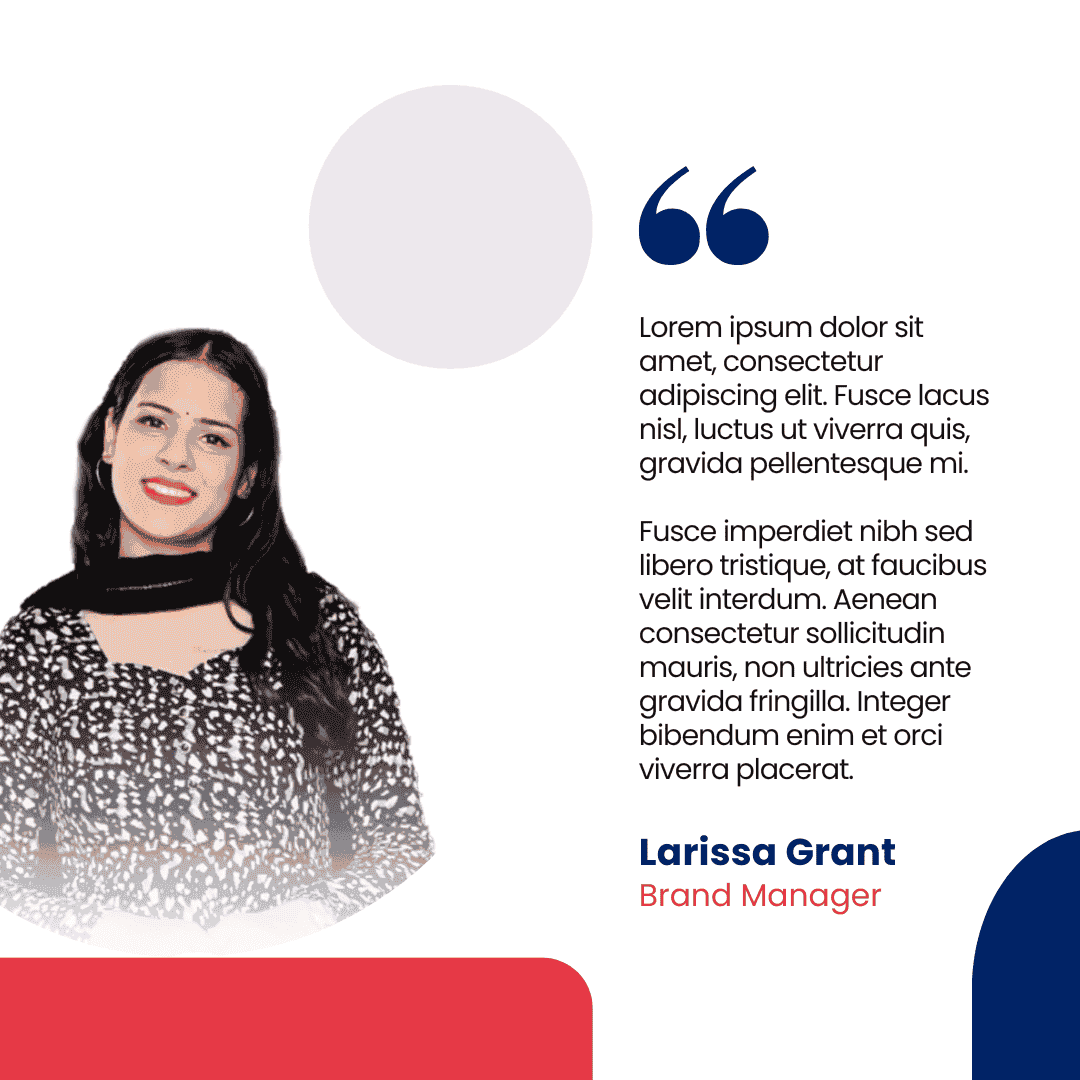 “
Lorem ipsum dolor sit
amet, consectetur
adipiscing elit. Fusce lacus
nisl, luctus ut viverra quis,
gravida pellentesque mi.
Fusce imperdiet nibh sed
libero tristique, at faucibus
velit interdum. Aenean
consectetur sollicitudin
mauris, non ultricies ante
gravida fringilla. Integer
bibendum enim et orci
viverra placerat.
Larissa Grant
Brand Manager